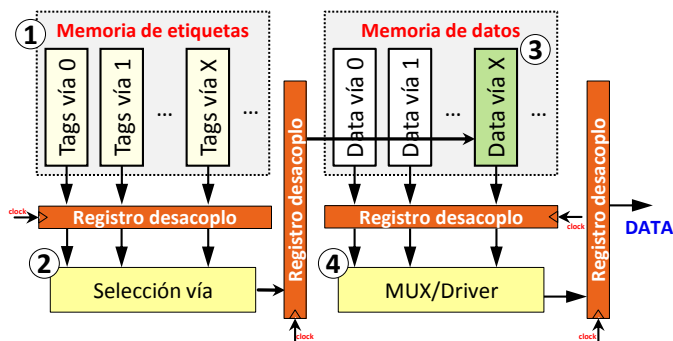 1
Memoria de etiquetas
Tags vía 0
Tags vía 1
...
Tags vía X
...
Registro desacoplo
clock
2
Selección vía
Registro desacoplo
clock
Memoria de datos
3
Data vía 0
Data vía 1
...
Data vía X
...
Registro desacoplo
clock
4
MUX/Driver
Registro desacoplo
clock
DATA